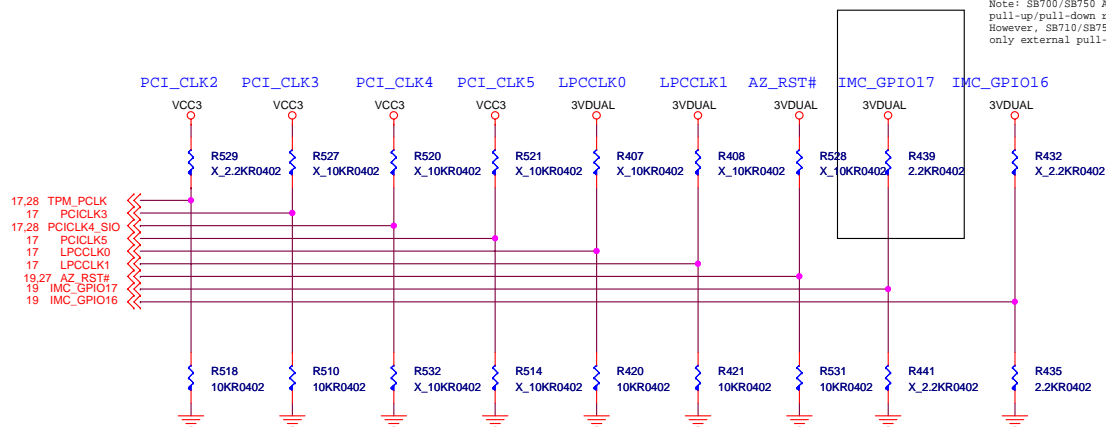 Note: SB700/SB750 A
pull-up/pull-down r
However, SB710/SB75
only external pull-
PCI_CLK2 PCI_CLK3 PCI_CLK4 PCI_CLK5 LPCCLK0 LPCCLK1 AZ_RST# IMC_GPIO17 IMC_GPIO16
VCC3 VCC3 VCC3 VCC3 3VDUAL 3VDUAL 3VDUAL 3VDUAL 3VDUAL
R529 R527 R520 R521 R407 R408 R528 R439 R432
X_2.2KR0402 X_10KR0402 X_10KR0402 X_10KR0402 X_10KR0402 X_10KR0402 X_10KR0402 2.2KR0402 X_2.2KR0402
17,28 TPM_PCLK
17 PCICLK3
17,28 PCICLK4_SIO
17 PCICLK5
17 LPCCLK0
17 LPCCLK1
19,27 AZ_RST#
19 IMC_GPIO17
19 IMC_GPIO16
R518 R510 R532 R514 R420 R421 R531 R441 R435
10KR0402 10KR0402 X_10KR0402 X_10KR0402 10KR0402 10KR0402 10KR0402 X_2.2KR0402 2.2KR0402